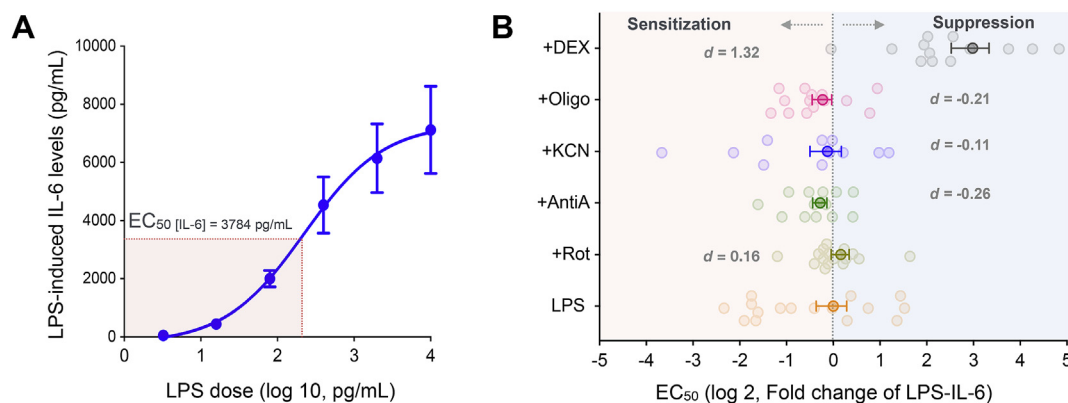 A
LPS-induced IL-6 levels (pg/mL)
10000
8000
6000
4000
2000
0
EC50 [IL-6] = 3784 pg/mL
0 1 2 3 4
LPS dose (log 10, pg/mL)
B
Sensitization Suppression
+DEX d = 1.32
+Oligo d = -0.21
+KCN d = -0.11
+AntiA d = -0.26
+Rot d = 0.16
LPS
-5 -4 -3 -2 -1 0 1 2 3 4 5
EC50 (log 2, Fold change of LPS-IL-6)